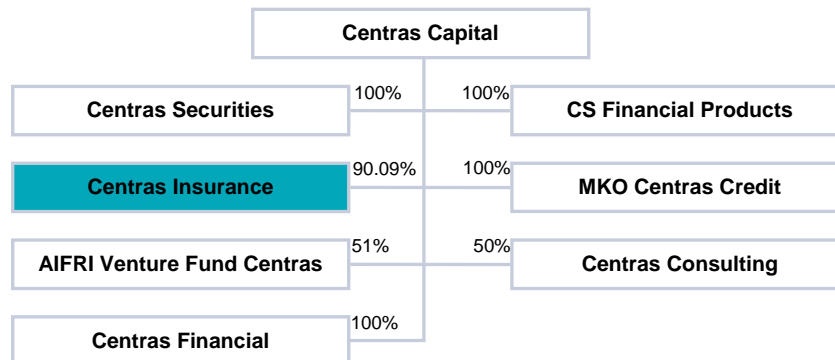 Centras Capital
100% 100%
Centras Securities CS Financial Products
90.09% 100%
Centras Insurance MKO Centras Credit
51% 50%
AIFRI Venture Fund Centras Centras Consulting
100%
Centras Financial